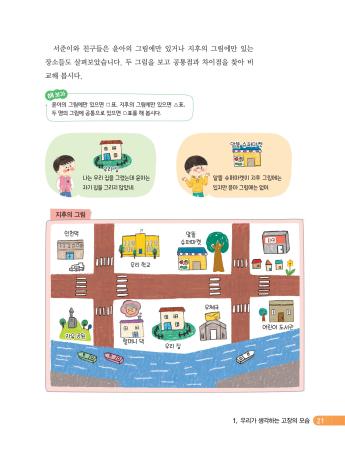 서준이와 친구들은 윤아의 그림에만 있거나 지후의 그림에만 있는
장소들도 살펴보았습니다. 두 그림을 보고 공통점과 차이점을 찾아 비
교해 봅시다.
해 보기
윤아의 그림에만 있으면 □표, 지후의 그림에만 있으면 △표,
두 명의 그림에 공통으로 있으면 ○표를 해 봅시다.
우리 집
나는 우리 집을 그렸는데 윤아는
자기 집을 그리지 않았네.
알뜰 슈퍼마켓
알뜰 슈퍼마켓이 지후 그림에는
있지만 윤아 그림에는 없어.
지후의 그림
민현택
우리 학교
알뜰
슈퍼마켓
할머니 댁
우리 집
우체국
어린이 도서관
1. 우리가 생각하는 고장의 모습
21